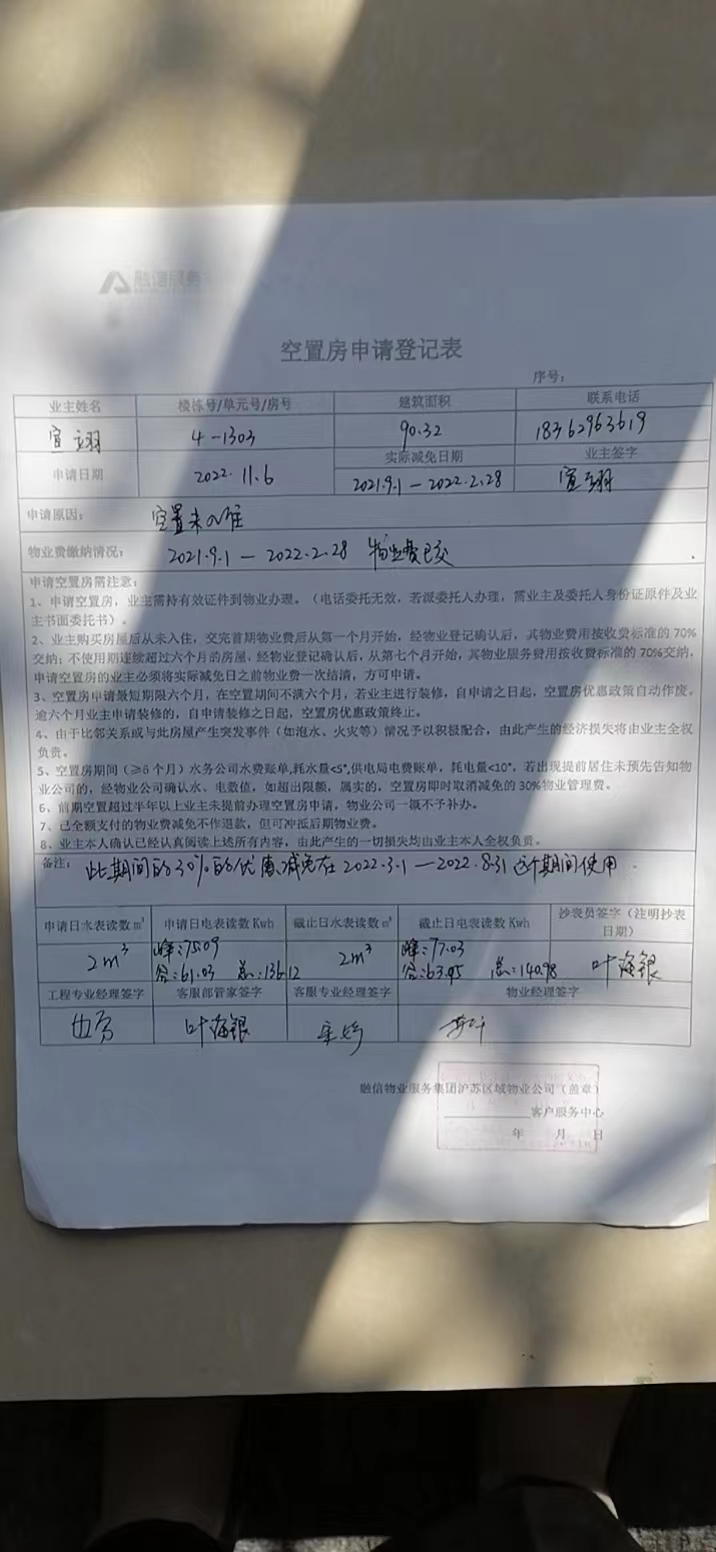 融信服务
空置房申请登记表
序号：
业主姓名 楼栋号/单元号/房号 建筑面积 联系电话
宣翊 4-1303 90.32 18362963619
申请日期 2022.11.6 实际减免日期 业主签字
2021.9.1 — 2022.2.28 宣翊
申请原因： 空置未入住
物业费缴纳情况： 2021.9.1 — 2022.2.28 物业费已交
申请空置房需注意：
1、申请空置房，业主需持有效证件到物业办理。（电话委托无效，若派委托人办理，需业主及委托人身份证原件及业
主书面委托书）。
2、业主购买房屋后从未入住，交完首期物业费后从第一个月开始，经物业登记确认后，其物业费用按收费标准的 70%
交纳；不使用期连续超过六个月的房屋，经物业登记确认后，从第七个月开始，其物业服务费用按收费标准的 70%交纳，
申请空置房的业主必须将实际减免日之前物业费一次结清，方可申请。
3、空置房申请最短期限六个月，在空置期间不满六个月，若业主进行装修，自申请之日起，空置房优惠政策自动作废。
逾六个月业主申请装修的，自申请装修之日起，空置房优惠政策终止。
4、由于比邻关系或与此房屋产生突发事件（如泡水、火灾等）情况予以积极配合，由此产生的经济损失将由业主全权
负责。
5、空置房期间（≥6 个月）水务公司水费账单,耗水量<5°,供电局电费账单，耗电量<10°，若出现提前居住未预先告知物
业公司的，经物业公司确认水、电数值，如超出限额，属实的，空置房即时取消减免的 30%物业管理费。
6、前期空置超过半年以上业主未提前办理空置房申请，物业公司一概不予补办。
7、已全额支付的物业费减免不作退款，但可冲抵后期物业费。
8、业主本人确认已经认真阅读上述所有内容，由此产生的一切损失均由业主本人全权负责。
备注： 此期间的30%的优惠减免在 2022.3.1 — 2022.8.31 这个期间使用.
申请日水表读数 m³ 申请日电表读数 Kwh 截止日水表读数 m³ 截止日电表读数 Kwh 抄表员签字（注明抄表
日期）
2m³ 峰:75.09 2m³ 峰:77.03 叶海银
谷:61.03 总:136.12 谷:63.95 总:140.98
工程专业经理签字 客服部管家签字 客服专业经理签字 物业经理签字
叶海银
融信物业服务集团沪苏区域物业公司（盖章）
客户服务中心
年 月 日